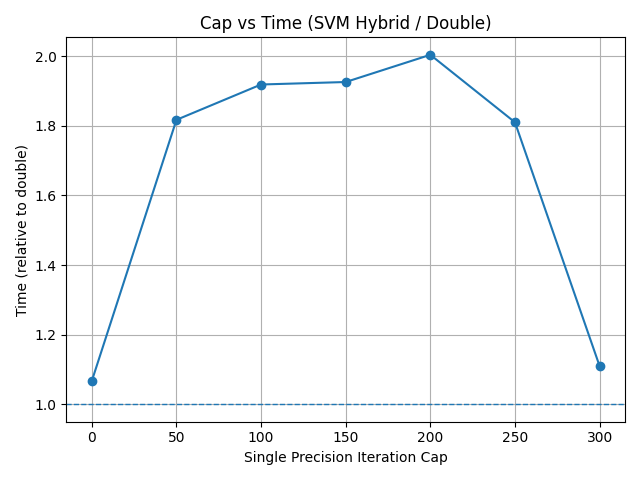 Cap vs Time (SVM Hybrid / Double)
Time (relative to double)
2.0
1.8
1.6
1.4
1.2
1.0
0 50 100 150 200 250 300
Single Precision Iteration Cap